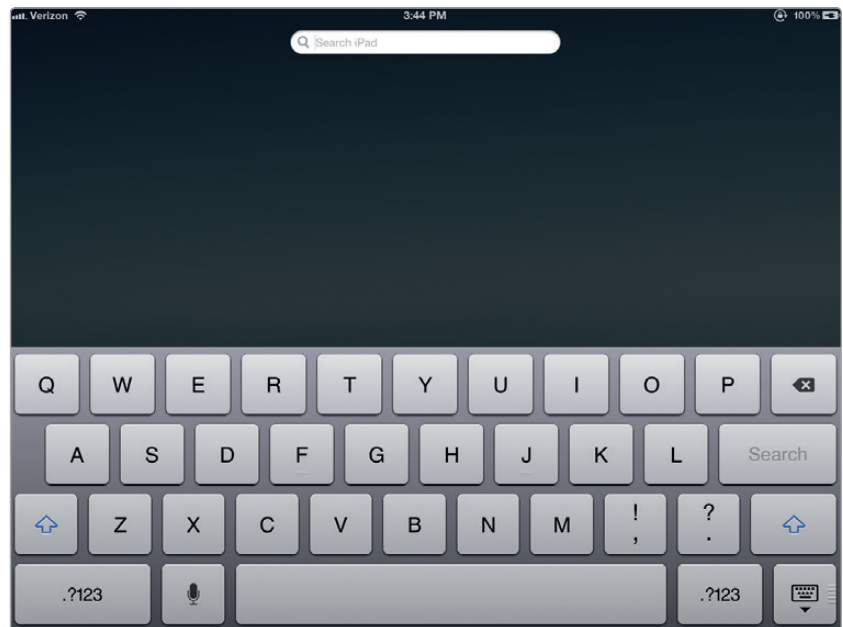 Verizon 3:44 PM 100%
Search iPad
Q W E R T Y U I O P
A S D F G H J K L Search
Z X C V B N M ! , ? .
.?123 .?123